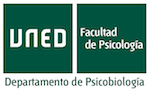 UNED
Facultad
de Psicología
Departamento de Psicobiología